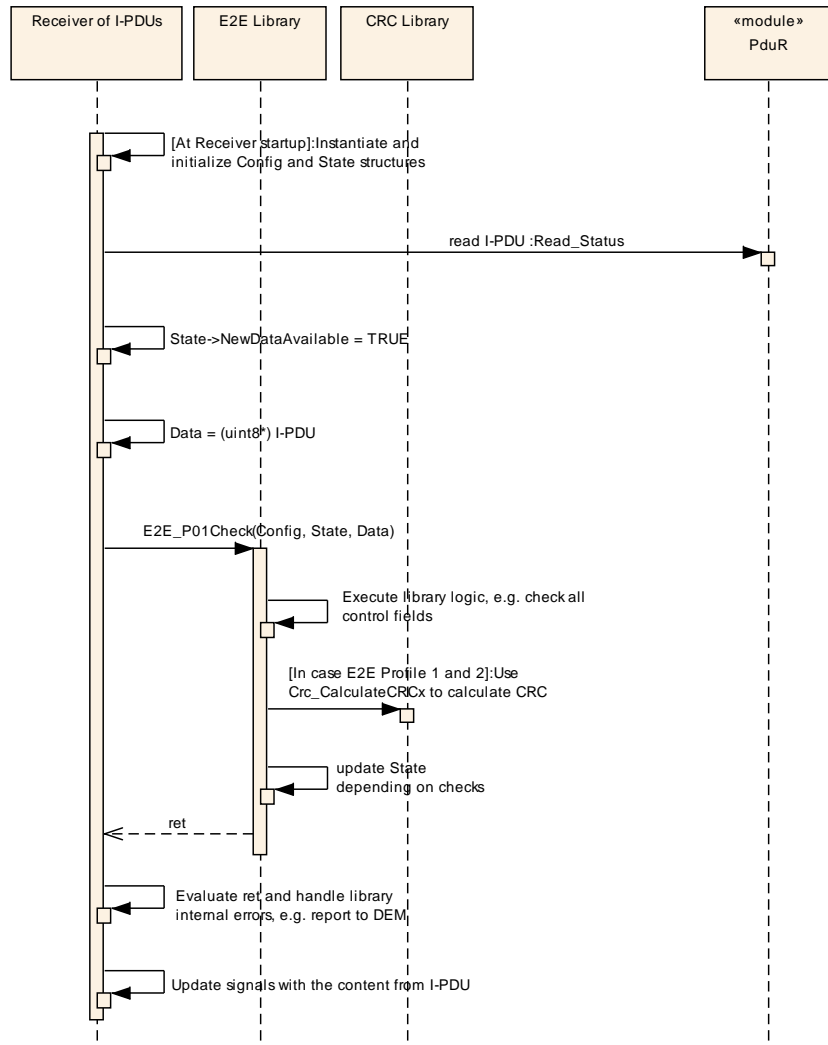 Receiver of I-PDUs
E2E Library
CRC Library
«module»
PduR
[At Receiver startup]:Instantiate and
initialize Config and State structures
read I-PDU :Read_Status
State->NewDataAvailable = TRUE
Data = (uint8*) I-PDU
E2E_P01Check(Config, State, Data)
Execute library logic, e.g. check all
control fields
[In case E2E Profile 1 and 2]:Use
Crc_CalculateCRCx to calculate CRC
update State
depending on checks
ret
Evaluate ret and handle library
internal errors, e.g. report to DEM
Update signals with the content from I-PDU